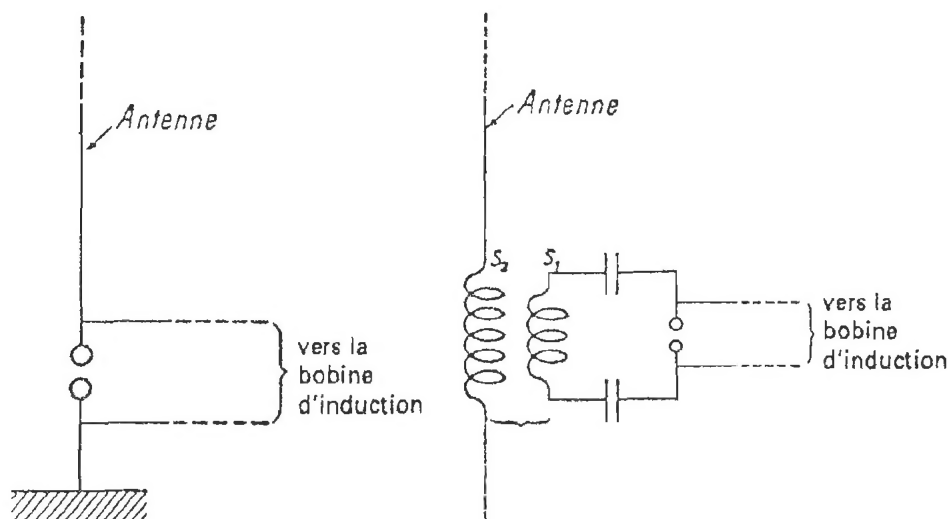 Antenne
vers la
bobine
d'induction
Antenne
S₂
S₁
vers la
bobine
d'induction